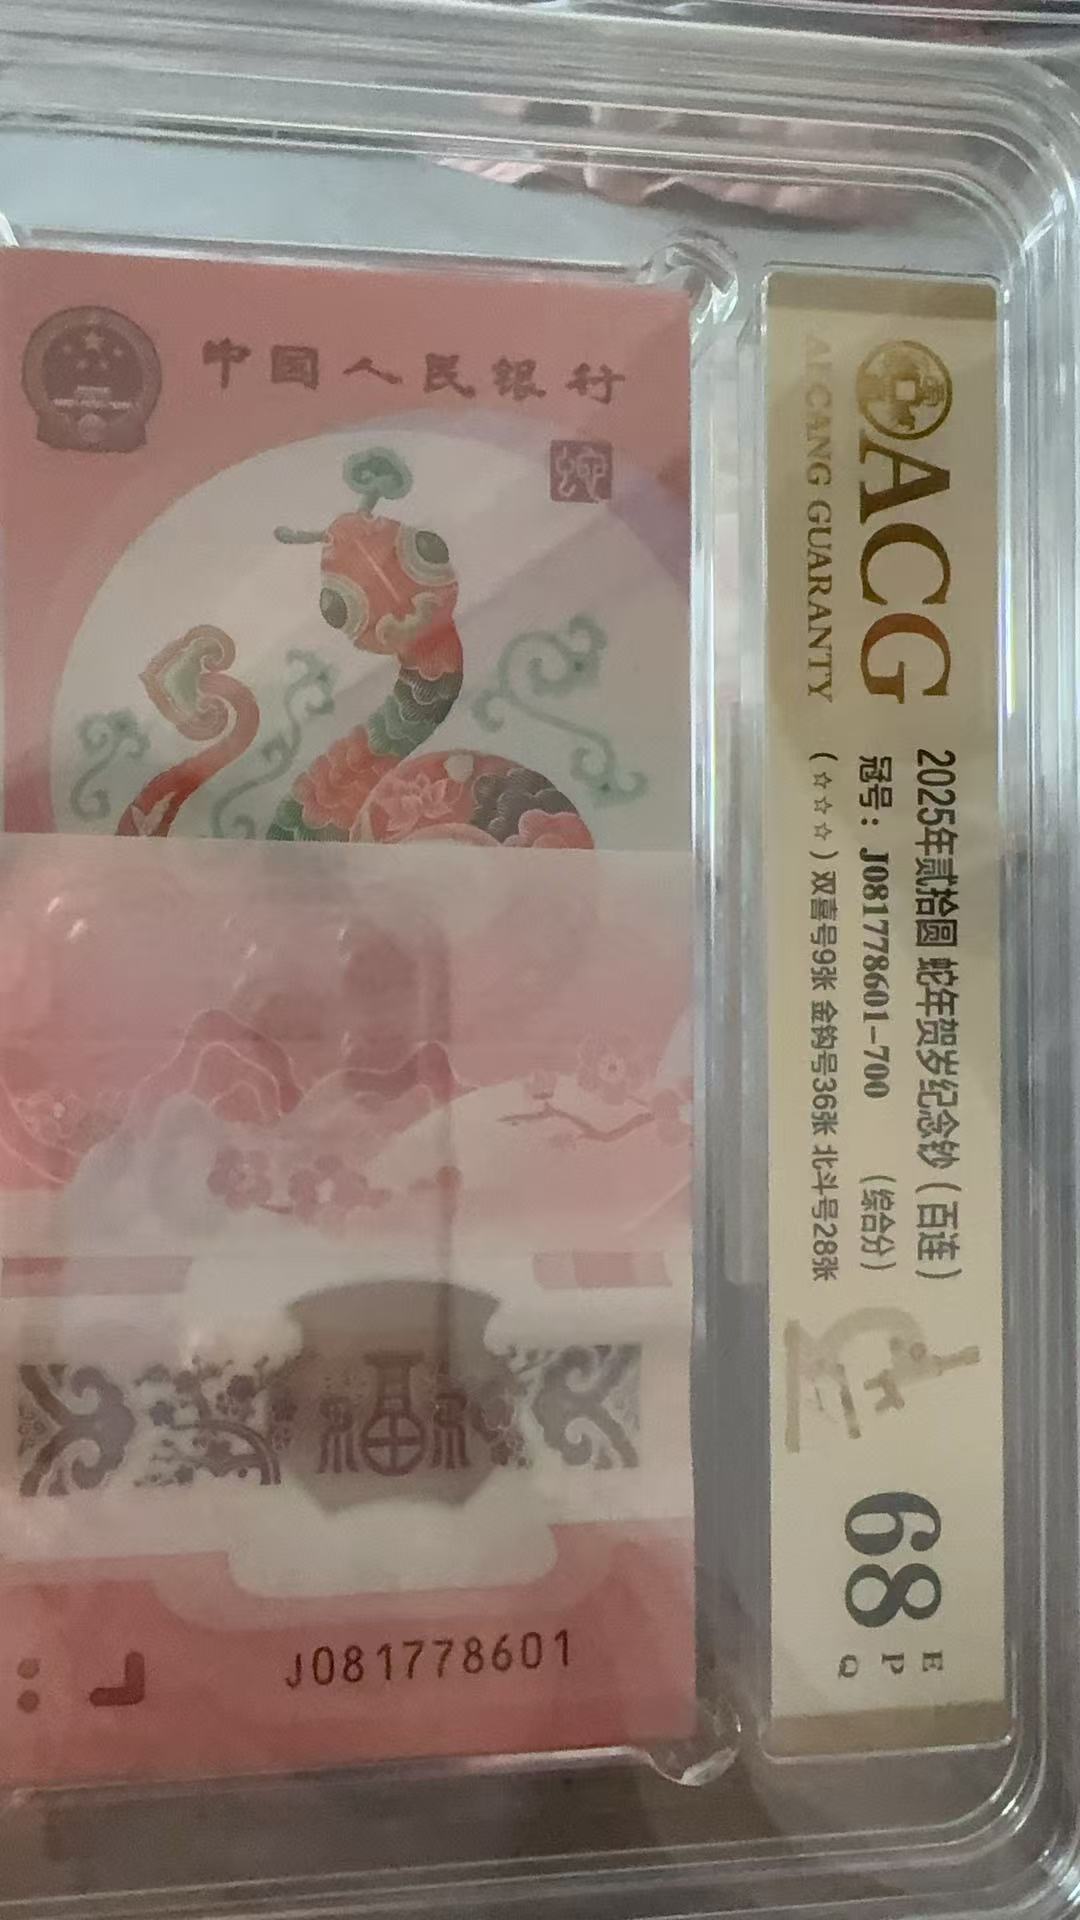 中国人民银行
蛇
J081778601
ACG
AI CANG GUARANTY
2025年贰拾圆 蛇年贺岁纪念钞（百连）
冠号：J081778601-700 （综合分）
（☆☆☆）双喜号9张 金钩号36张 北斗号28张
68
E
P
Q